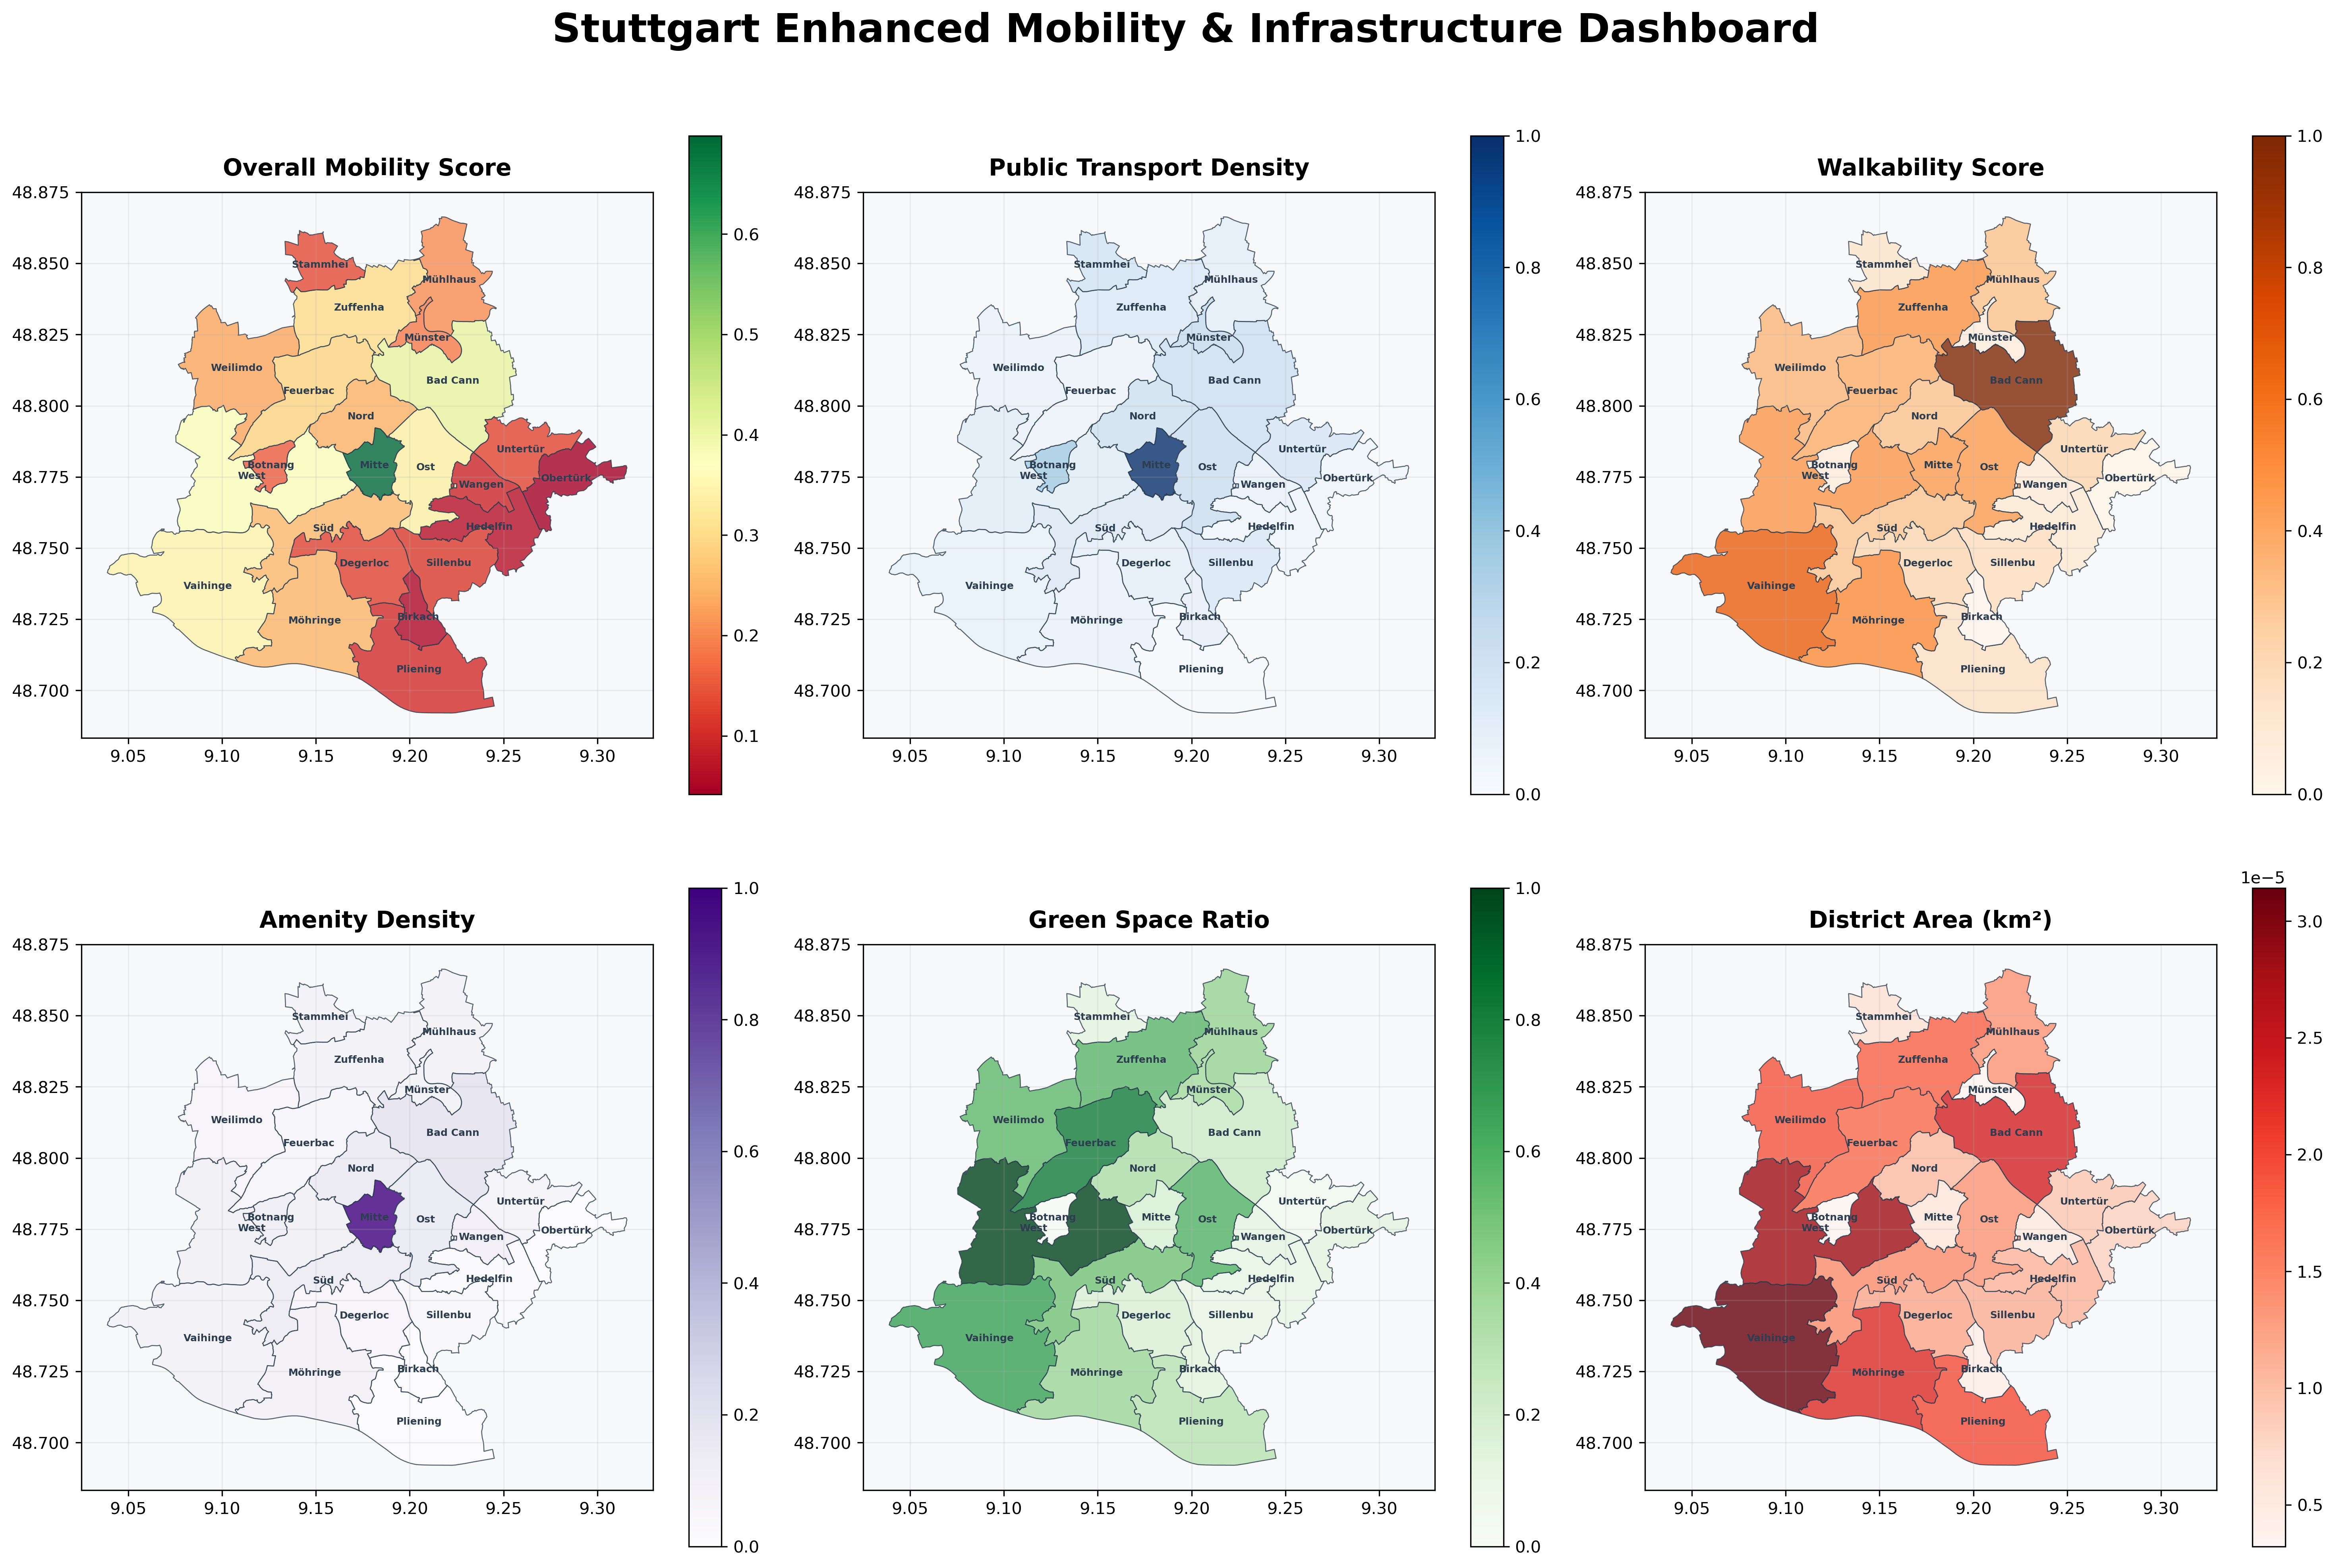 Stuttgart Enhanced Mobility & Infrastructure Dashboard
Overall Mobility Score
48.875
48.850
48.825
48.800
48.775
48.750
48.725
48.700
9.05 9.10 9.15 9.20 9.25 9.30
Stammhei
Mühlhaus
Zuffenha
Münster
Weilimdo
Bad Cann
Feuerbac
Nord
Untertür
Botnang
Mitte
Ost
West
Wangen
Obertürk
Süd
Hedelfin
Degerloc
Sillenbu
Vaihinge
Möhringe
Birkach
Pliening
0.6
0.5
0.4
0.3
0.2
0.1
Public Transport Density
48.875
48.850
48.825
48.800
48.775
48.750
48.725
48.700
9.05 9.10 9.15 9.20 9.25 9.30
Stammhei
Mühlhaus
Zuffenha
Münster
Weilimdo
Bad Cann
Feuerbac
Nord
Untertür
Botnang
Mitte
Ost
West
Wangen
Obertürk
Süd
Hedelfin
Degerloc
Sillenbu
Vaihinge
Möhringe
Birkach
Pliening
1.0
0.8
0.6
0.4
0.2
0.0
Walkability Score
48.875
48.850
48.825
48.800
48.775
48.750
48.725
48.700
9.05 9.10 9.15 9.20 9.25 9.30
Stammhei
Mühlhaus
Zuffenha
Münster
Weilimdo
Bad Cann
Feuerbac
Nord
Untertür
Botnang
Mitte
Ost
West
Wangen
Obertürk
Süd
Hedelfin
Degerloc
Sillenbu
Vaihinge
Möhringe
Birkach
Pliening
1.0
0.8
0.6
0.4
0.2
0.0
Amenity Density
48.875
48.850
48.825
48.800
48.775
48.750
48.725
48.700
9.05 9.10 9.15 9.20 9.25 9.30
Stammhei
Mühlhaus
Zuffenha
Münster
Weilimdo
Bad Cann
Feuerbac
Nord
Untertür
Botnang
Mitte
Ost
West
Wangen
Obertürk
Süd
Hedelfin
Degerloc
Sillenbu
Vaihinge
Möhringe
Birkach
Pliening
1.0
0.8
0.6
0.4
0.2
0.0
Green Space Ratio
48.875
48.850
48.825
48.800
48.775
48.750
48.725
48.700
9.05 9.10 9.15 9.20 9.25 9.30
Stammhei
Mühlhaus
Zuffenha
Münster
Weilimdo
Bad Cann
Feuerbac
Nord
Untertür
Botnang
Mitte
Ost
West
Wangen
Obertürk
Süd
Hedelfin
Degerloc
Sillenbu
Vaihinge
Möhringe
Birkach
Pliening
1.0
0.8
0.6
0.4
0.2
0.0
District Area (km²)
48.875
48.850
48.825
48.800
48.775
48.750
48.725
48.700
9.05 9.10 9.15 9.20 9.25 9.30
Stammhei
Mühlhaus
Zuffenha
Münster
Weilimdo
Bad Cann
Feuerbac
Nord
Untertür
Botnang
Mitte
Ost
West
Wangen
Obertürk
Süd
Hedelfin
Degerloc
Sillenbu
Vaihinge
Möhringe
Birkach
Pliening
1e−5
3.0
2.5
2.0
1.5
1.0
0.5